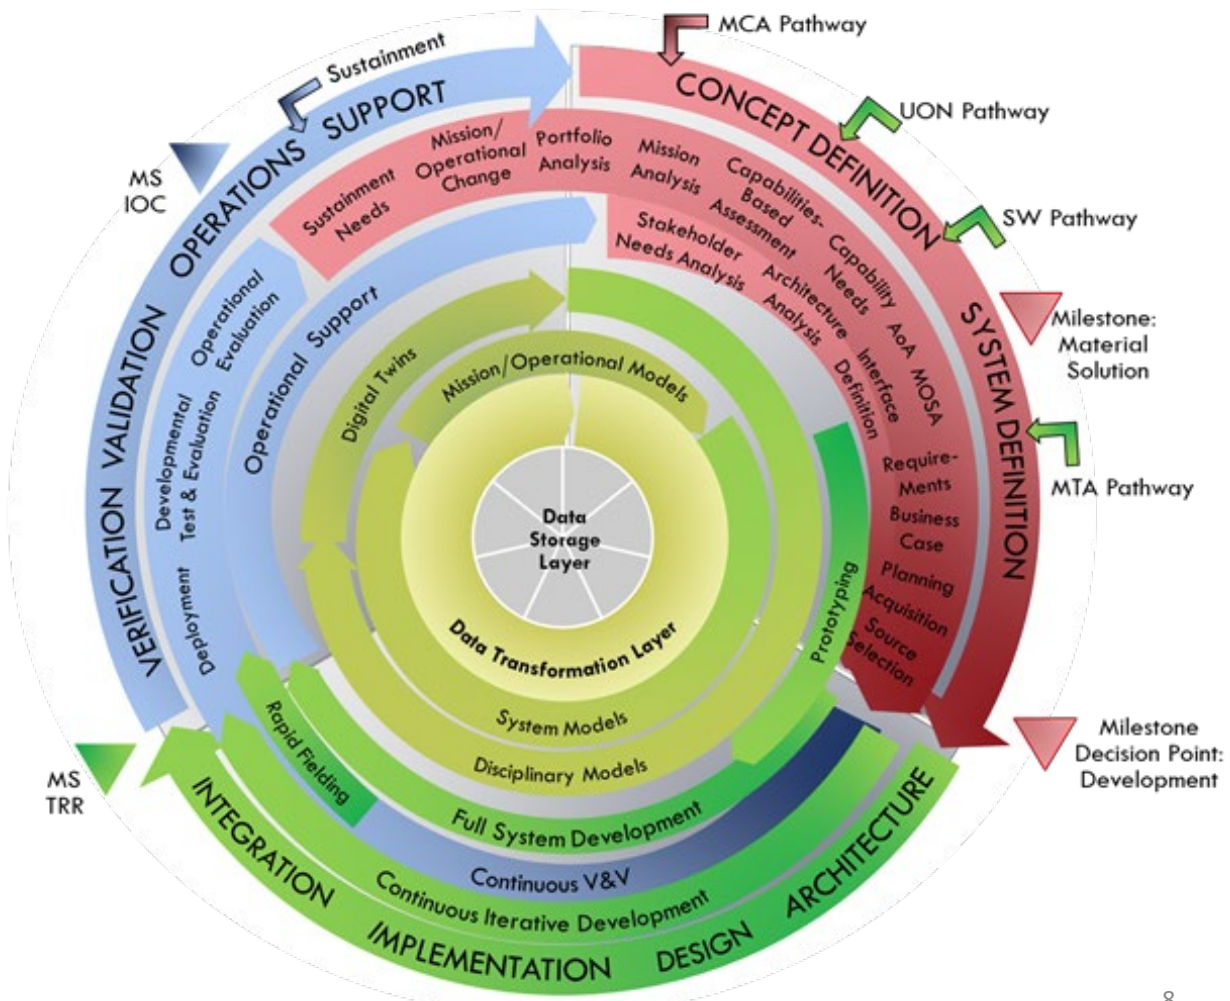 MCA Pathway
UON Pathway
SW Pathway
Milestone:
Material
Solution
MTA Pathway
Milestone
Decision Point:
Development
MS
TRR
MS
IOC
Sustainment
CONCEPT DEFINITION
SYSTEM DEFINITION
ARCHITECTURE
DESIGN
IMPLEMENTATION
INTEGRATION
VERIFICATION VALIDATION
OPERATIONS SUPPORT
Sustainment
Needs
Mission/
Operational
Change
Portfolio
Analysis
Mission
Analysis
Capabilities-
Based
Assessment
Capability
Needs
AoA MOSA
Stakeholder
Needs Analysis
Architecture
Analysis
Interface
Definition
Require-
Ments
Business
Case
Planning
Acquisition
Source
Selection
Prototyping
Continuous Iterative Development
Continuous V&V
Full System Development
Rapid Fielding
Deployment
Developmental/
Test & Evaluation
Operational
Evaluation
Operational Support
Digital Twins
Mission/Operational Models
System Models
Disciplinary Models
Data Transformation Layer
Data
Storage
Layer